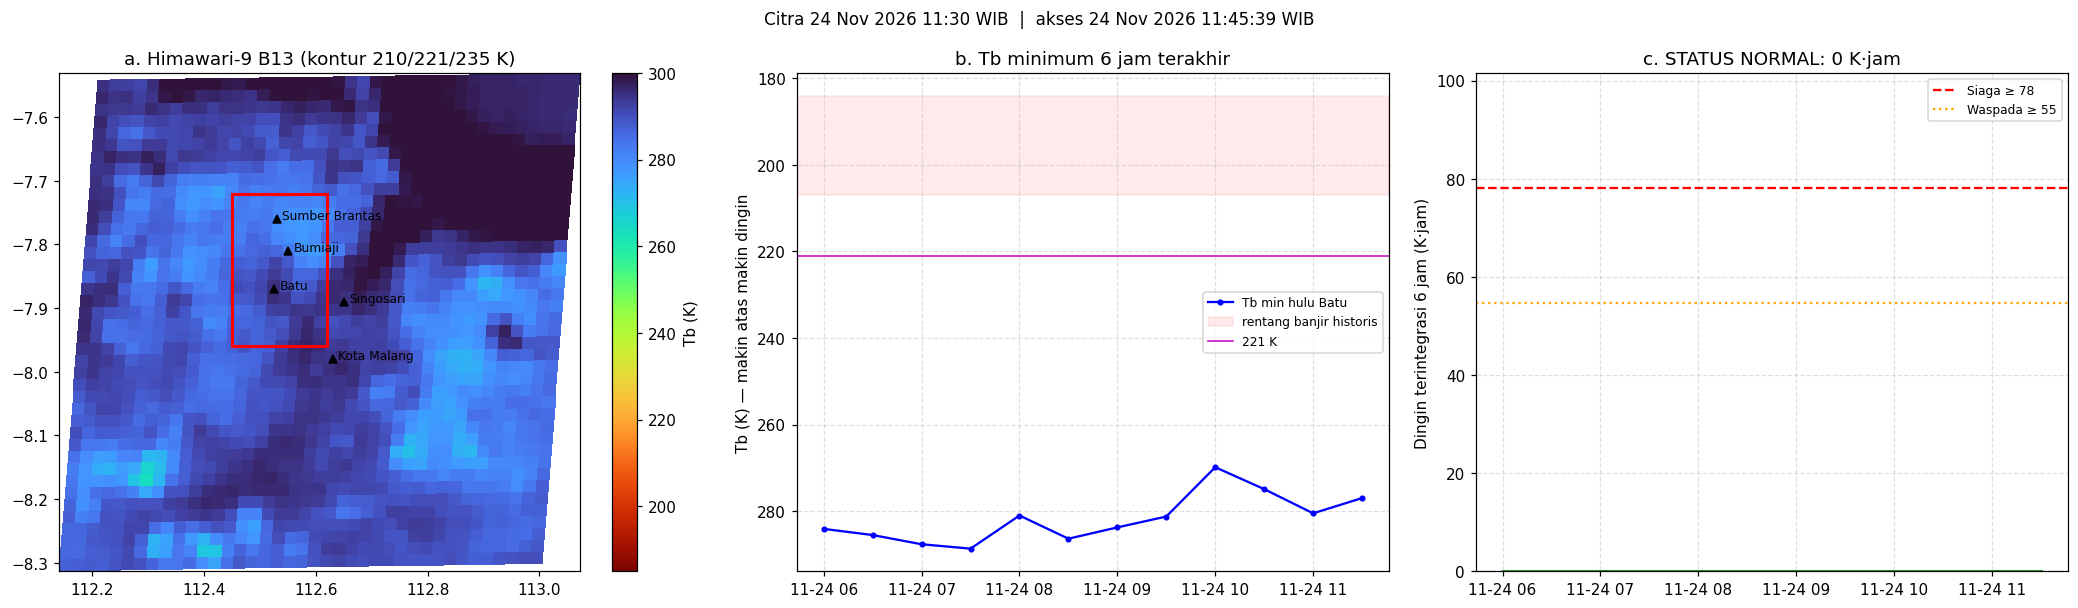 Citra 24 Nov 2026 11:30 WIB | akses 24 Nov 2026 11:45:39 WIB
a. Himawari-9 B13 (kontur 210/221/235 K)
−7.6
−7.7
−7.8
−7.9
−8.0
−8.1
−8.2
−8.3
112.2
112.4
112.6
112.8
113.0
Sumber Brantas
Bumiaji
Batu
Singosari
Kota Malang
300
280
260
240
220
200
Tb (K)
b. Tb minimum 6 jam terakhir
Tb (K) — makin atas makin dingin
180
200
220
240
260
280
Tb min hulu Batu
rentang banjir historis
221 K
11-24 06
11-24 07
11-24 08
11-24 09
11-24 10
11-24 11
c. STATUS NORMAL: 0 K·jam
Dingin terintegrasi 6 jam (K·jam)
100
80
60
40
20
0
Siaga ≥ 78
Waspada ≥ 55
11-24 06
11-24 07
11-24 08
11-24 09
11-24 10
11-24 11